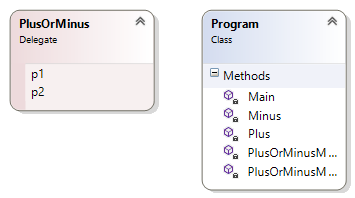 PlusOrMinus
Delegate
p1
p2
Program
Class
Methods
Main
Minus
Plus
PlusOrMinusM ...
PlusOrMinusM ...